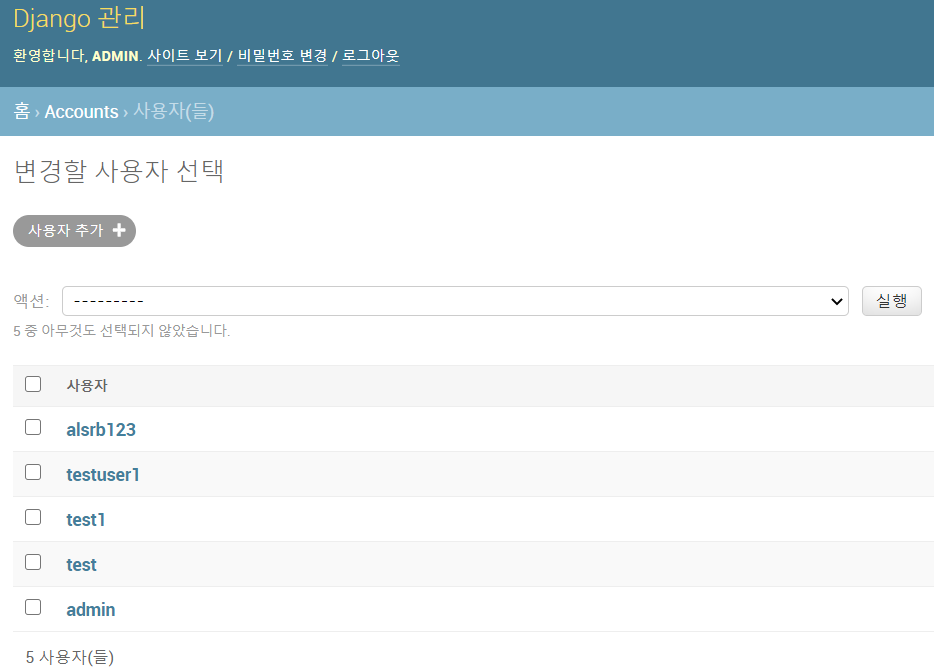 Django 관리
환영합니다, ADMIN. 사이트 보기 / 비밀번호 변경 / 로그아웃
홈 › Accounts › 사용자(들)
변경할 사용자 선택
사용자 추가 +
액션: --------- 실행
5 중 아무것도 선택되지 않았습니다.
사용자
alsrb123
testuser1
test1
test
admin
5 사용자(들)